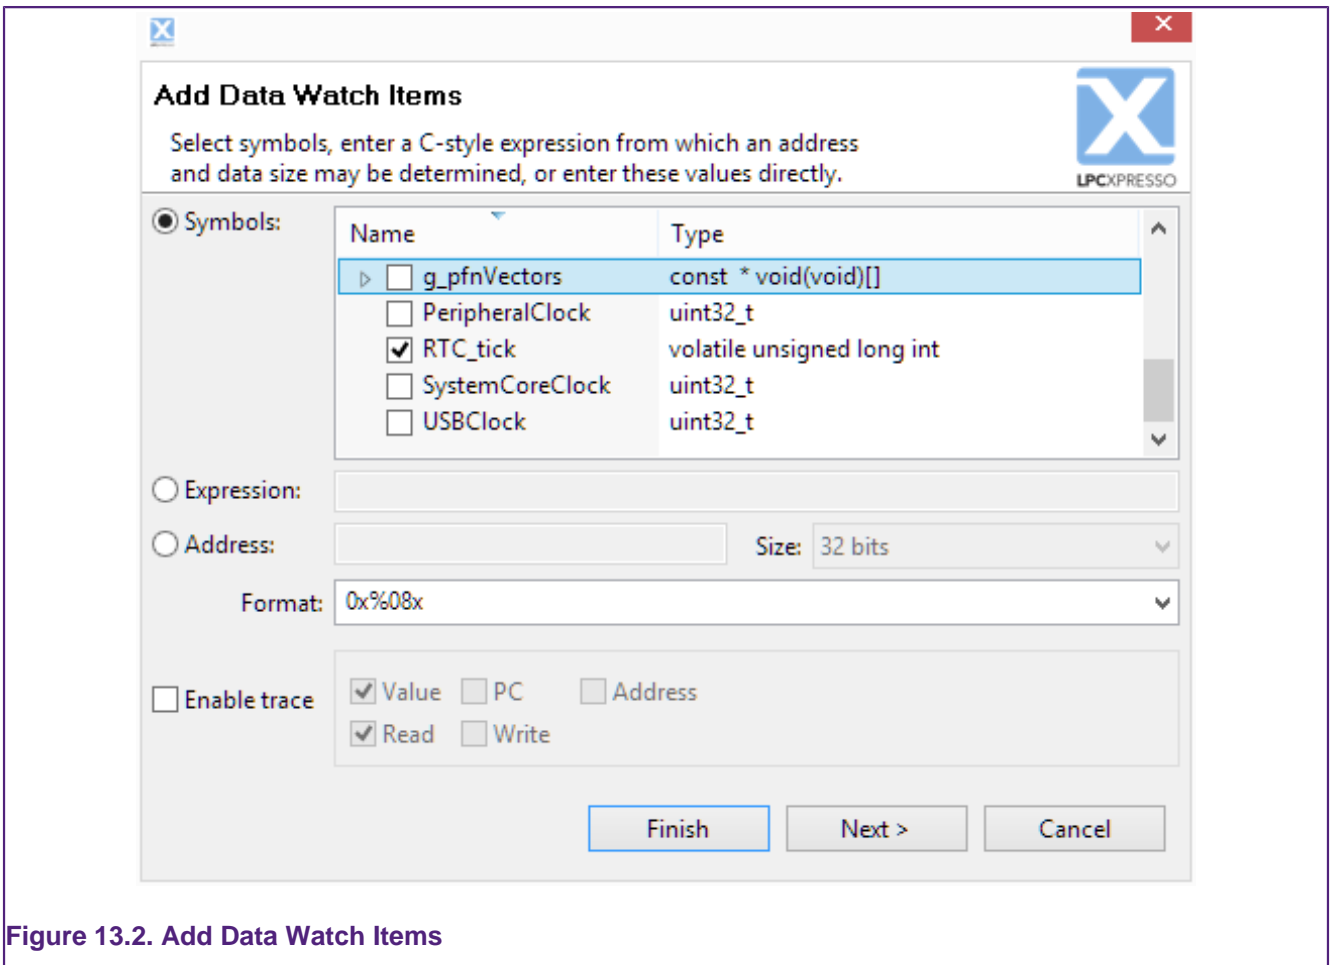 Add Data Watch Items
Select symbols, enter a C-style expression from which an address
and data size may be determined, or enter these values directly.
LPCXPRESSO
Symbols:
Name Type
g_pfnVectors const * void(void)[]
PeripheralClock uint32_t
RTC_tick volatile unsigned long int
SystemCoreClock uint32_t
USBClock uint32_t
Expression:
Address: Size: 32 bits
Format: 0x%08x
Enable trace
Value PC Address
Read Write
Finish Next > Cancel
Figure 13.2. Add Data Watch Items